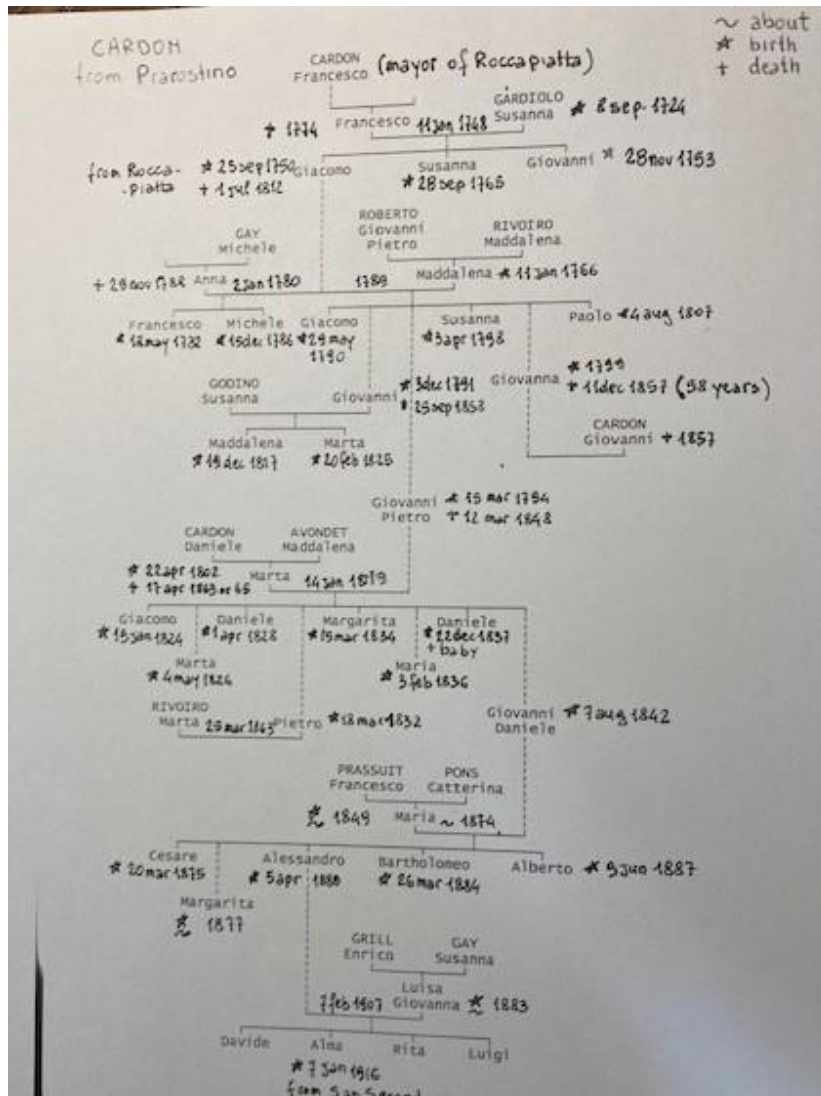 ~ about
* birth
+ death
CARDON
from Prarostino
CARDON
Francesco (mayor of Roccapiatta)
GARDIOLO
Susanna * 8 sep. 1724
+ 1774 Francesco 11 jan 1748
from Rocca-
piatta
* 25 sep 1750 Giacomo
+ 1 jul 1812
Susanna
* 28 sep 1765
Giovanni * 28 nov 1753
GAY
Michele
ROBERTO
Giovanni
Pietro
RIVOIRO
Maddalena
+ 29 nov 1788 Anna 2 jan 1780
1789 Maddalena * 11 jan 1766
Francesco
* 18 may 1782
Michele
* 15 dec 1786
Giacomo
* 29 may
1790
Susanna
* 3 apr 1798
Paolo * 4 aug 1807
GODINO
Susanna
Giovanni * 3 dec 1791
* 25 sep 1853
Giovanna * 1799
+ 11 dec 1857 (58 years)
CARDON
Giovanni + 1857
Maddalena
* 19 dec 1817
Marta
* 20 feb 1825
Giovanni
Pietro
* 15 mar 1794
+ 12 mar 1848
CARDON
Daniele
AVONDET
Maddalena
* 22 apr 1802
+ 17 apr 1863 or 65
Marta 14 jan 1819
Giacomo
* 15 jan 1824
Daniele
* 1 apr 1828
Margarita
* 15 mar 1834
Daniele
* 22 dec 1837
+ baby
Marta
* 4 may 1826
Maria
* 3 feb 1836
RIVOIRO
Marta 25 mar 1863 Pietro * 18 mar 1832
Giovanni
Daniele
* 7 aug 1842
PRASSUIT
Francesco
PONS
Catterina
* ~ 1849 Maria ~ 1874
Cesare
* 20 mar 1875
Alessandro
* 5 apr 1880
Bartholomeo
* 26 mar 1884
Alberto * 9 jun 1887
Margarita
* ~ 1877
GRILL
Enrico
GAY
Susanna
7 feb 1907
Luisa
Giovanna * ~ 1883
Davide
Alma
Rita
Luigi
* 7 jan 1916
from San